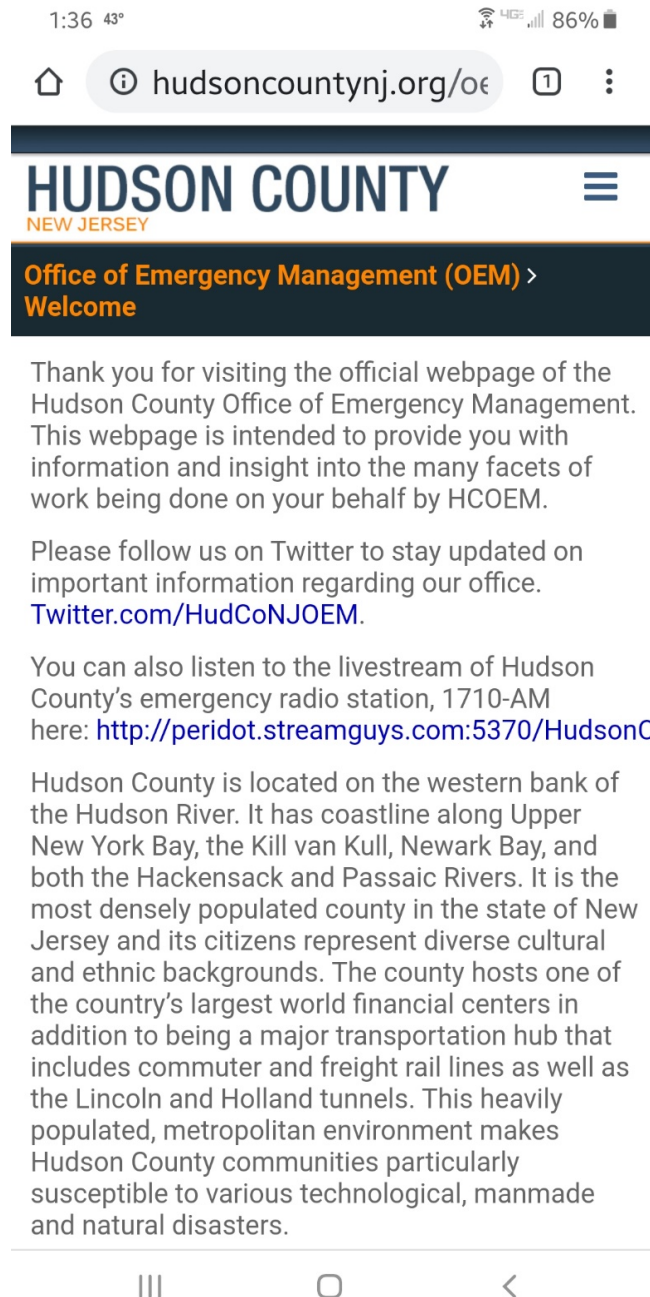 1:36 43° 4GE 86%
hudsoncountynj.org/oe 1
HUDSON COUNTY
NEW JERSEY
Office of Emergency Management (OEM) >
Welcome
Thank you for visiting the official webpage of the
Hudson County Office of Emergency Management.
This webpage is intended to provide you with
information and insight into the many facets of
work being done on your behalf by HCOEM.
Please follow us on Twitter to stay updated on
important information regarding our office.
Twitter.com/HudCoNJOEM.
You can also listen to the livestream of Hudson
County’s emergency radio station, 1710-AM
here: http://peridot.streamguys.com:5370/HudsonC
Hudson County is located on the western bank of
the Hudson River. It has coastline along Upper
New York Bay, the Kill van Kull, Newark Bay, and
both the Hackensack and Passaic Rivers. It is the
most densely populated county in the state of New
Jersey and its citizens represent diverse cultural
and ethnic backgrounds. The county hosts one of
the country’s largest world financial centers in
addition to being a major transportation hub that
includes commuter and freight rail lines as well as
the Lincoln and Holland tunnels. This heavily
populated, metropolitan environment makes
Hudson County communities particularly
susceptible to various technological, manmade
and natural disasters.